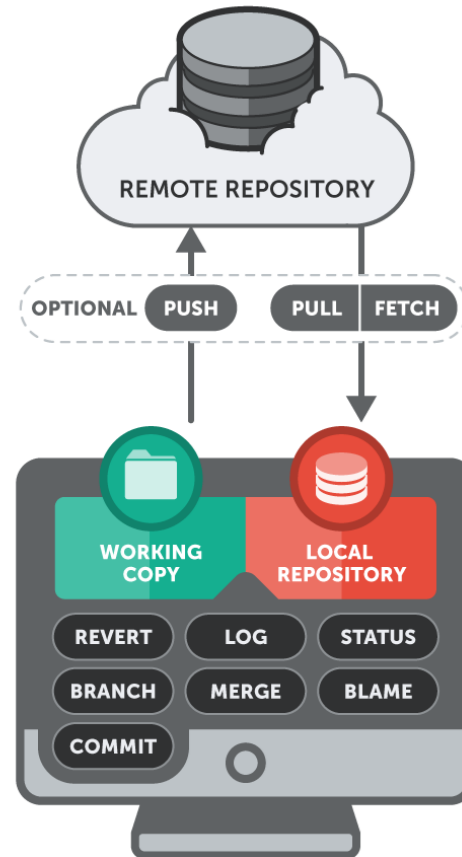 REMOTE REPOSITORY
OPTIONAL PUSH PULL FETCH
WORKING COPY
LOCAL REPOSITORY
REVERT LOG STATUS
BRANCH MERGE BLAME
COMMIT